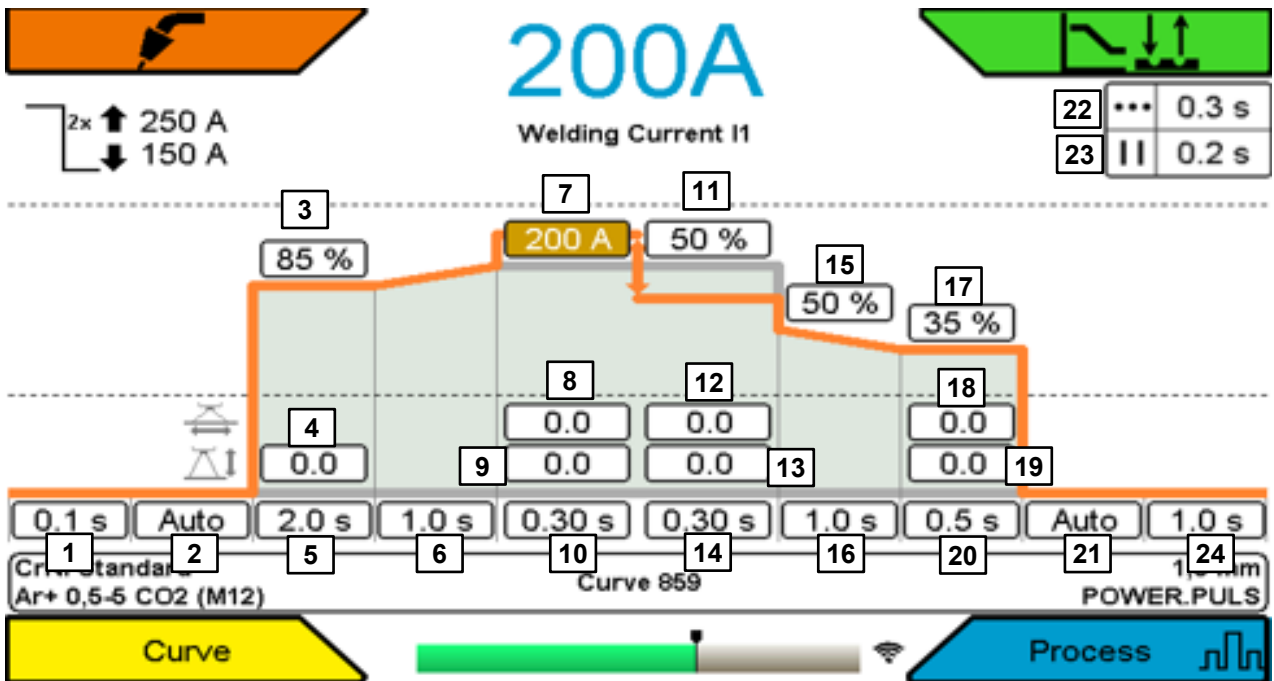 200A
Welding Current I1
2x 250 A
150 A
22 0.3 s
23 0.2 s
3 7 11
200 A 50 %
85 %
15 17
50 %
35 %
8 12 18
0.0 0.0 0.0
4
0.0 9 0.0 0.0 13 0.0 19
0.1 s Auto 2.0 s 1.0 s 0.30 s 0.30 s 1.0 s 0.5 s Auto 1.0 s
1 2 5 6 10 14 16 20 21 24
Curve 859
Ar+ 0,5-5 CO2 (M12) POWER.PULS
Curve Process